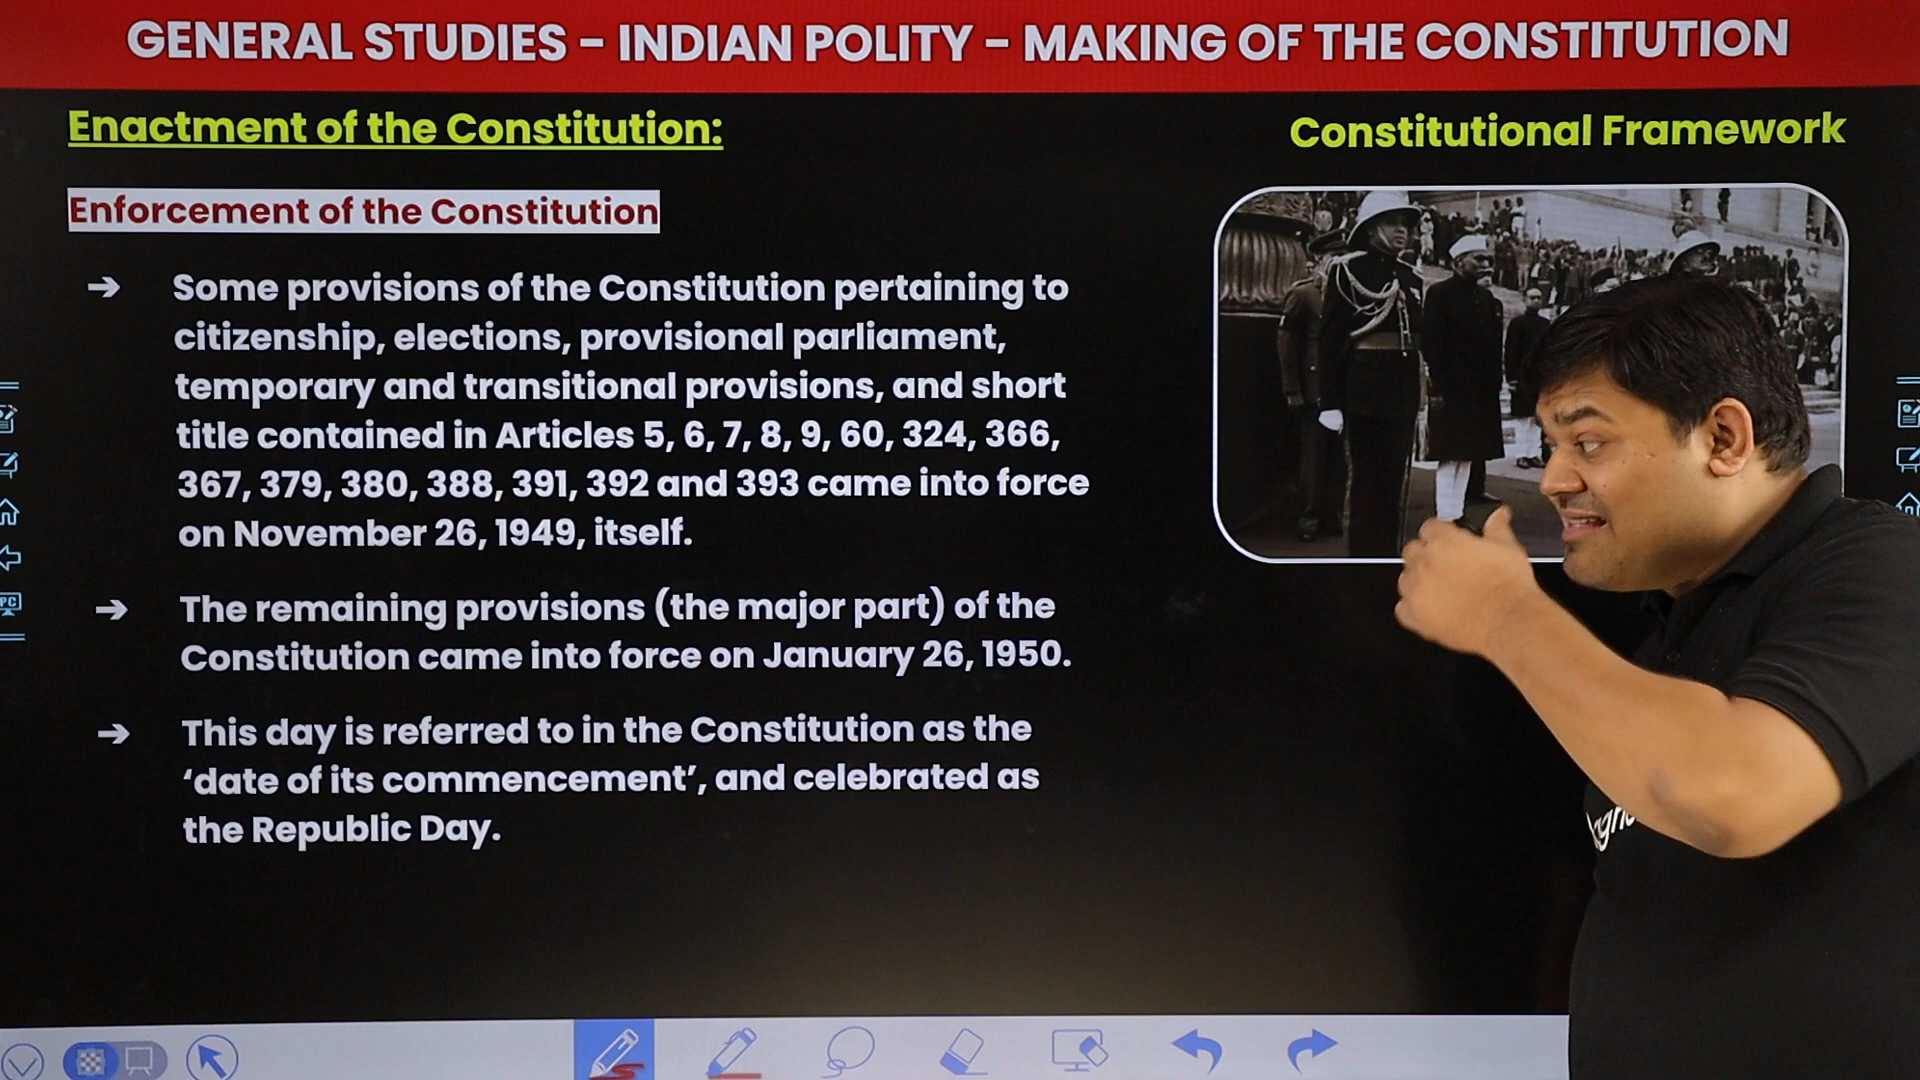 GENERAL STUDIES – INDIAN POLITY – MAKING OF THE CONSTITUTION
Enactment of the Constitution:
Constitutional Framework
Enforcement of the Constitution
➔ Some provisions of the Constitution pertaining to
citizenship, elections, provisional parliament,
temporary and transitional provisions, and short
title contained in Articles 5, 6, 7, 8, 9, 60, 324, 366,
367, 379, 380, 388, 391, 392 and 393 came into force
on November 26, 1949, itself.
➔ The remaining provisions (the major part) of the
Constitution came into force on January 26, 1950.
➔ This day is referred to in the Constitution as the
‘date of its commencement’, and celebrated as
the Republic Day.
PC